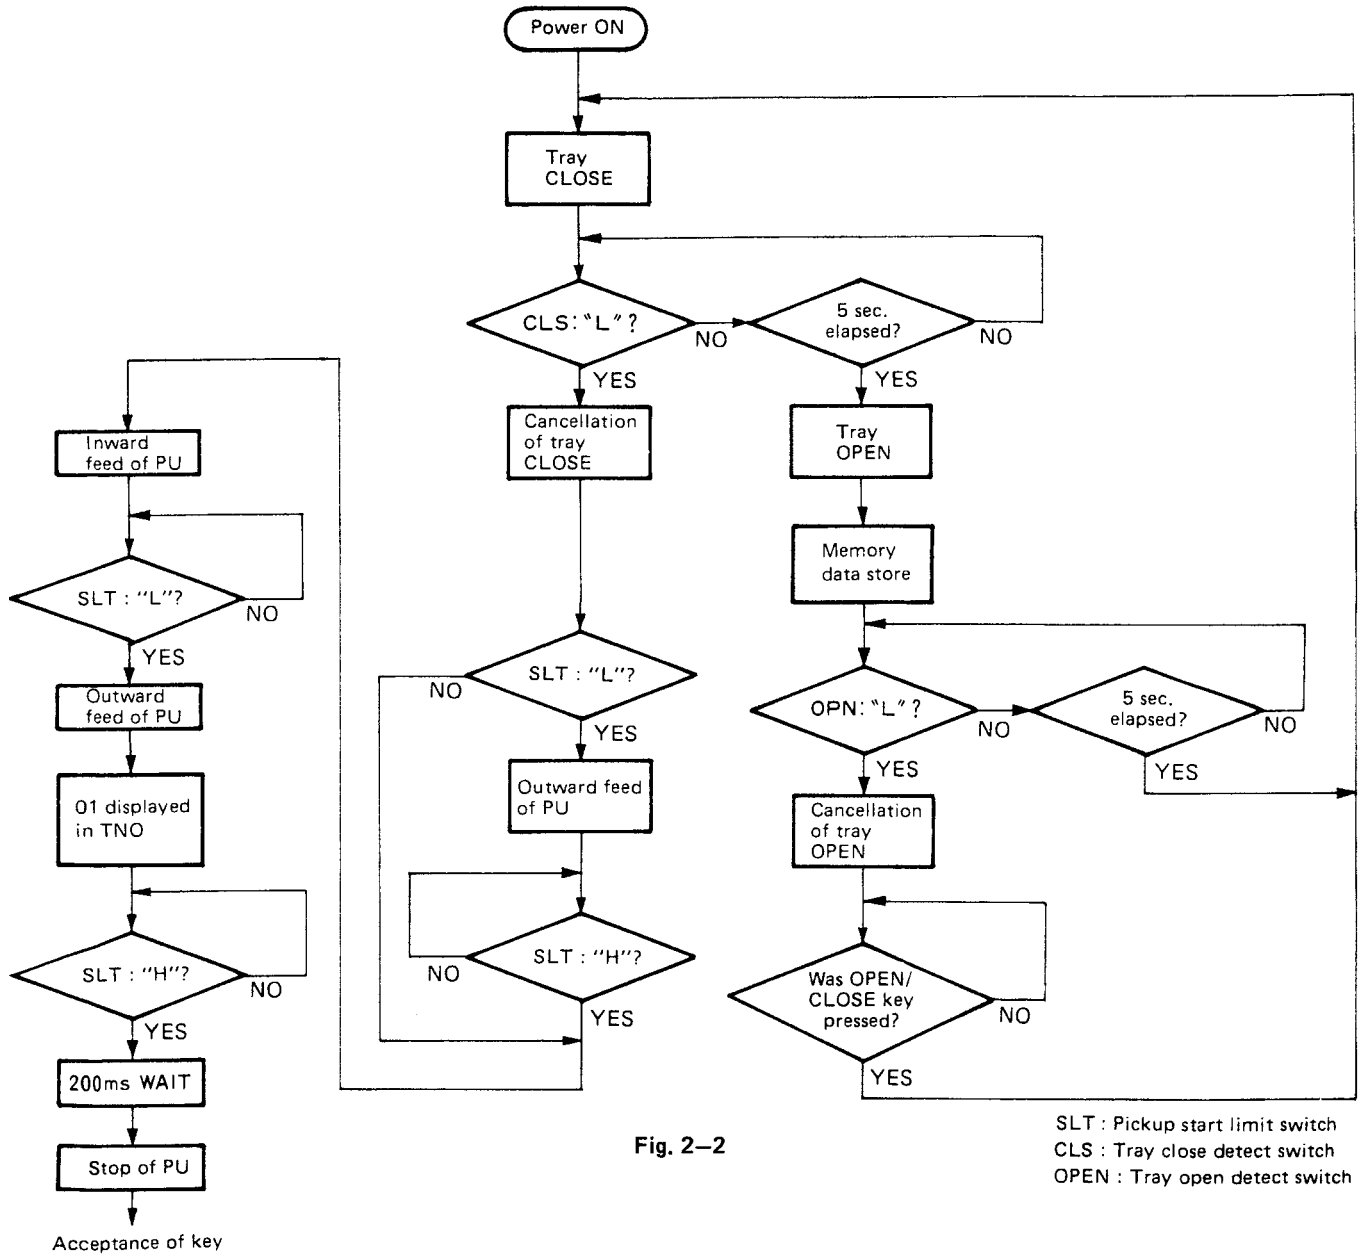 Power ON
Tray
CLOSE
CLS: "L" ?
NO
5 sec.
elapsed?
NO
YES
YES
Cancellation
of tray
CLOSE
Tray
OPEN
Memory
data store
SLT : "L"?
NO
YES
OPN: "L" ?
NO
5 sec.
elapsed?
NO
YES
YES
Outward feed
of PU
Cancellation
of tray
OPEN
SLT : "H"?
NO
YES
Was OPEN/
CLOSE key
pressed?
NO
YES
Inward
feed of PU
SLT : "L"?
NO
YES
Outward
feed of PU
01 displayed
in TNO
SLT : "H"?
NO
YES
200ms WAIT
Stop of PU
Acceptance of key
Fig. 2–2
SLT : Pickup start limit switch
CLS : Tray close detect switch
OPEN : Tray open detect switch